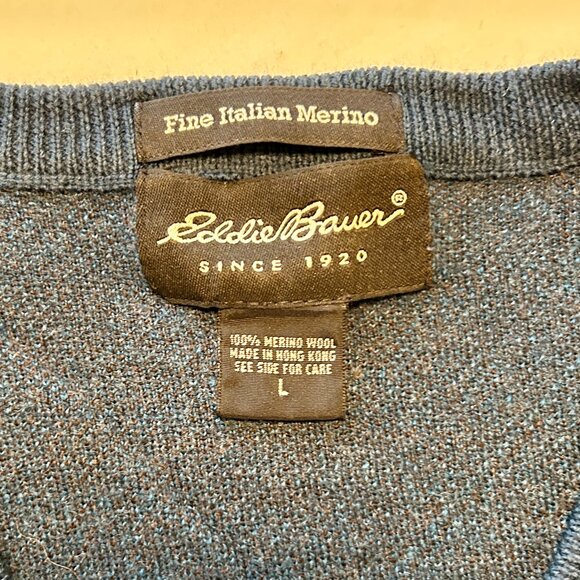 Fine Italian Merino
Eddie Bauer®
SINCE 1920
100% MERINO WOOL
MADE IN HONG KONG
SEE SIDE FOR CARE
L